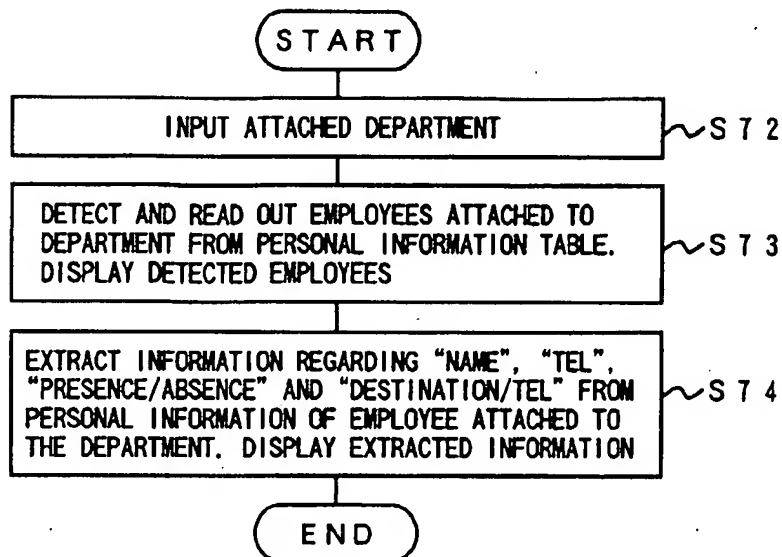 START
INPUT ATTACHED DEPARTMENT
S72
DETECT AND READ OUT EMPLOYEES ATTACHED TO
DEPARTMENT FROM PERSONAL INFORMATION TABLE.
DISPLAY DETECTED EMPLOYEES
S73
EXTRACT INFORMATION REGARDING “NAME”, “TEL”,
“PRESENCE/ABSENCE” AND “DESTINATION/TEL” FROM
PERSONAL INFORMATION OF EMPLOYEE ATTACHED TO
THE DEPARTMENT. DISPLAY EXTRACTED INFORMATION
S74
END